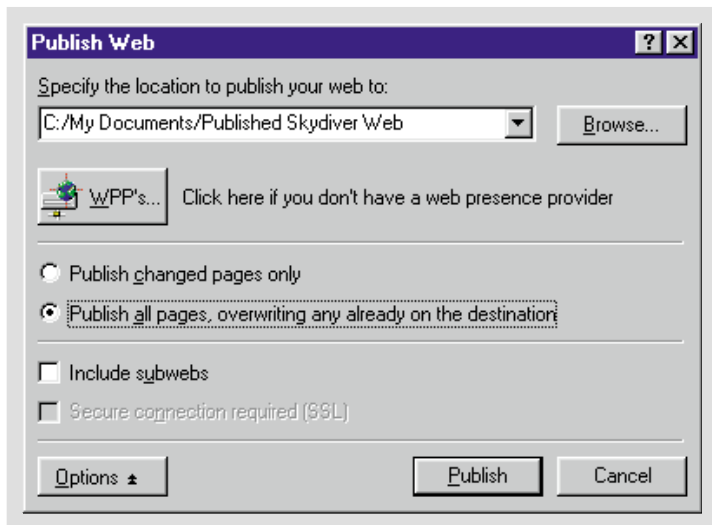 Publish Web
Specify the location to publish your web to:
C:/My Documents/Published Skydiver Web
Browse...
WPP's...
Click here if you don't have a web presence provider
Publish changed pages only
Publish all pages, overwriting any already on the destination
Include subwebs
Secure connection required (SSL)
Options
Publish
Cancel